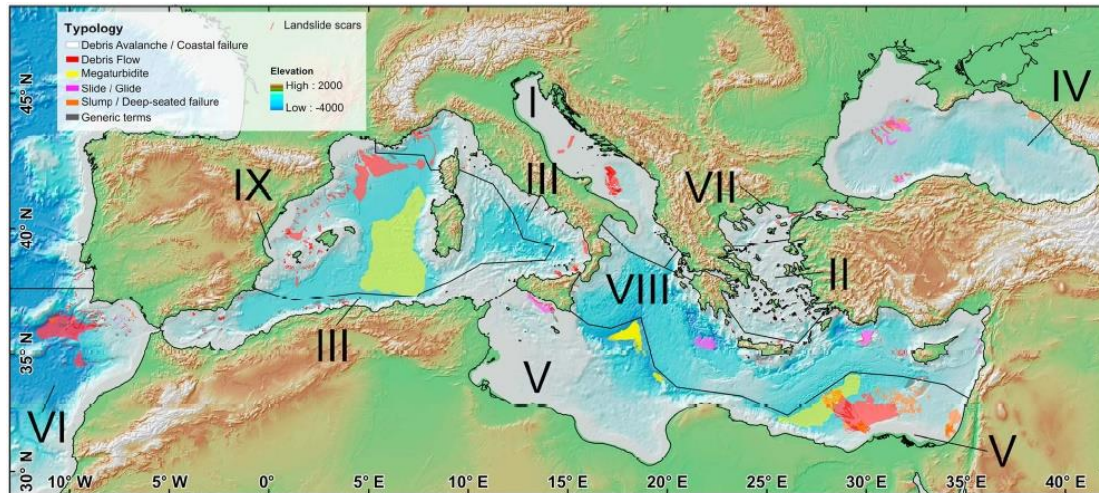 Typology
Debris Avalanche / Coastal failure
Debris Flow
Megaturbidite
Slide / Glide
Slump / Deep-seated failure
Generic terms
Landslide scars
Elevation
High : 2000
Low : -4000
45° N
40° N
35° N
30° N
I
IV
IX
III
VII
VIII
II
III
V
VI
V
10° W
5° W
0°
5° E
10° E
15° E
20° E
25° E
30° E
35° E
40° E